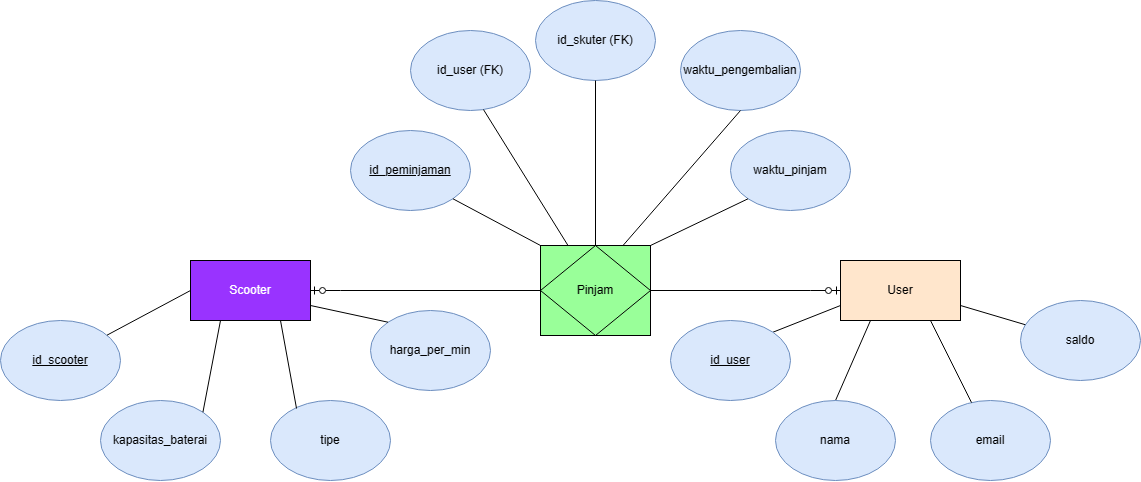 id_skuter (FK)
id_user (FK)
waktu_pengembalian
id_peminjaman
waktu_pinjam
Scooter
Pinjam
User
id_scooter
harga_per_min
id_user
saldo
kapasitas_baterai
tipe
nama
email